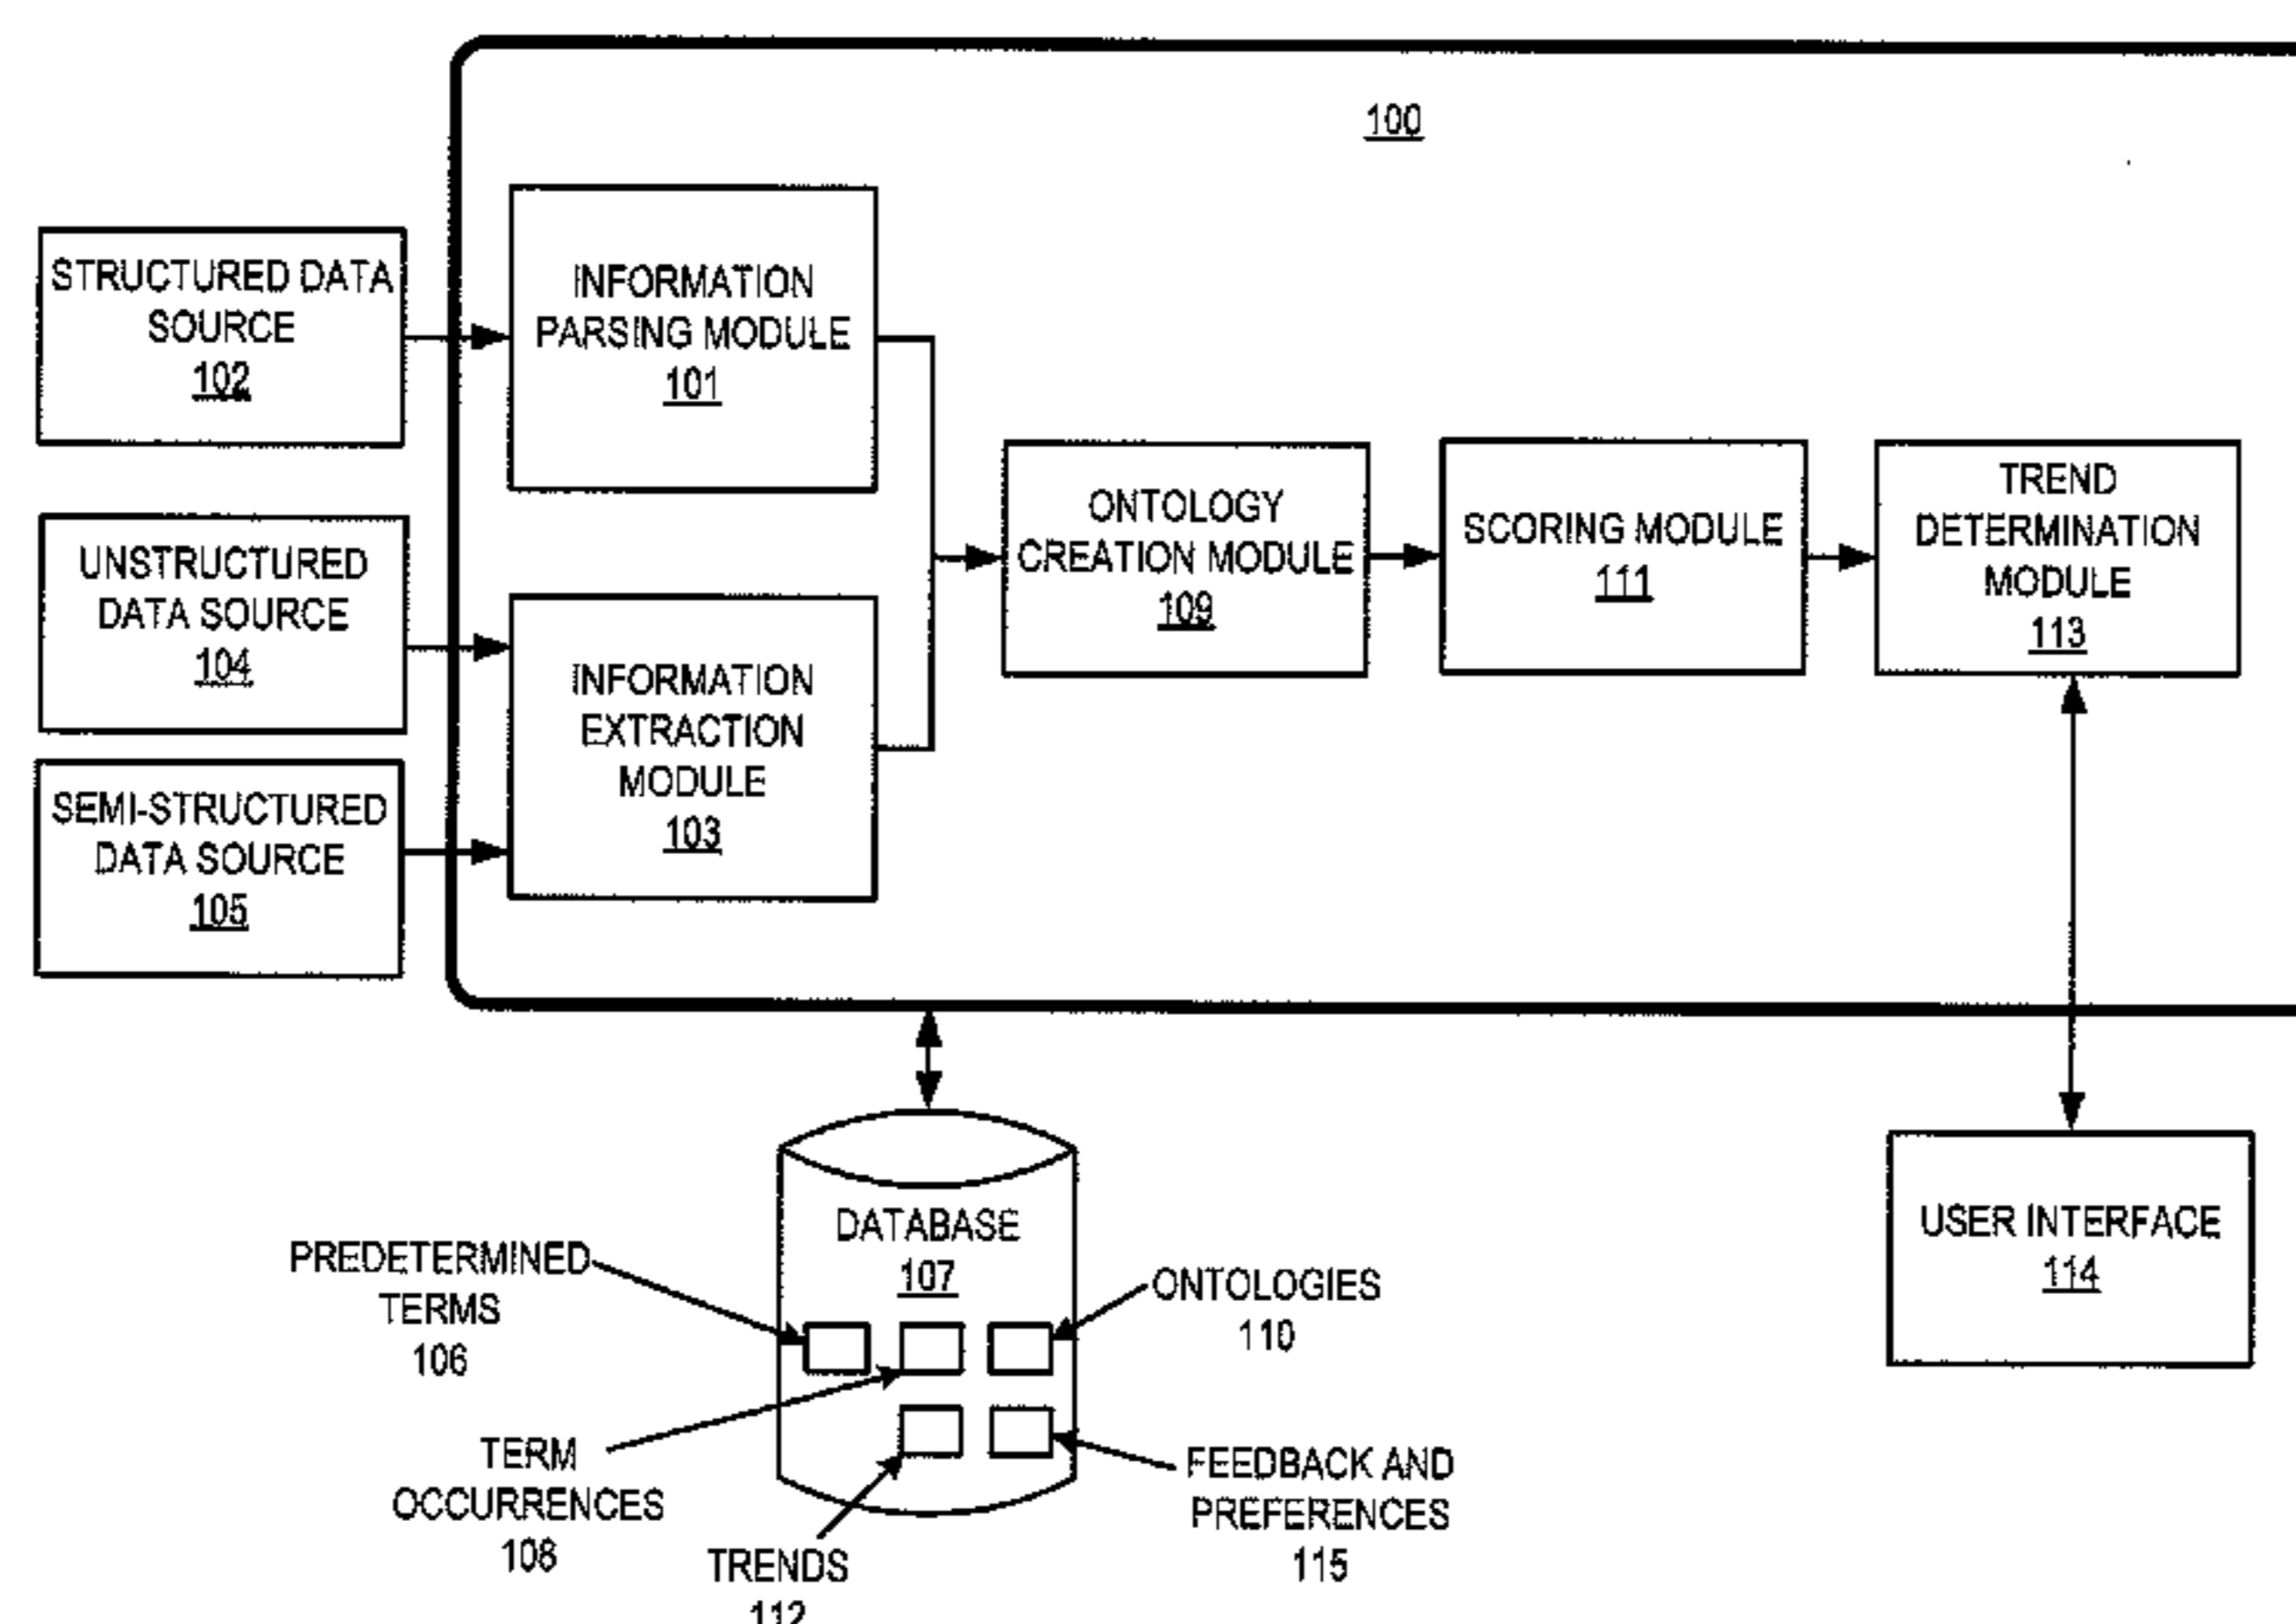 100
STRUCTURED DATA
SOURCE
102
INFORMATION
PARSING MODULE
101
UNSTRUCTURED
DATA SOURCE
104
INFORMATION
EXTRACTION
MODULE
103
SEMI-STRUCTURED
DATA SOURCE
105
ONTOLOGY
CREATION MODULE
109
SCORING MODULE
111
TREND
DETERMINATION
MODULE
113
DATABASE
107
PREDETERMINED
TERMS
106
ONTOLOGIES
110
TERM
OCCURRENCES
108
TRENDS
112
FEEDBACK AND
PREFERENCES
115
USER INTERFACE
114